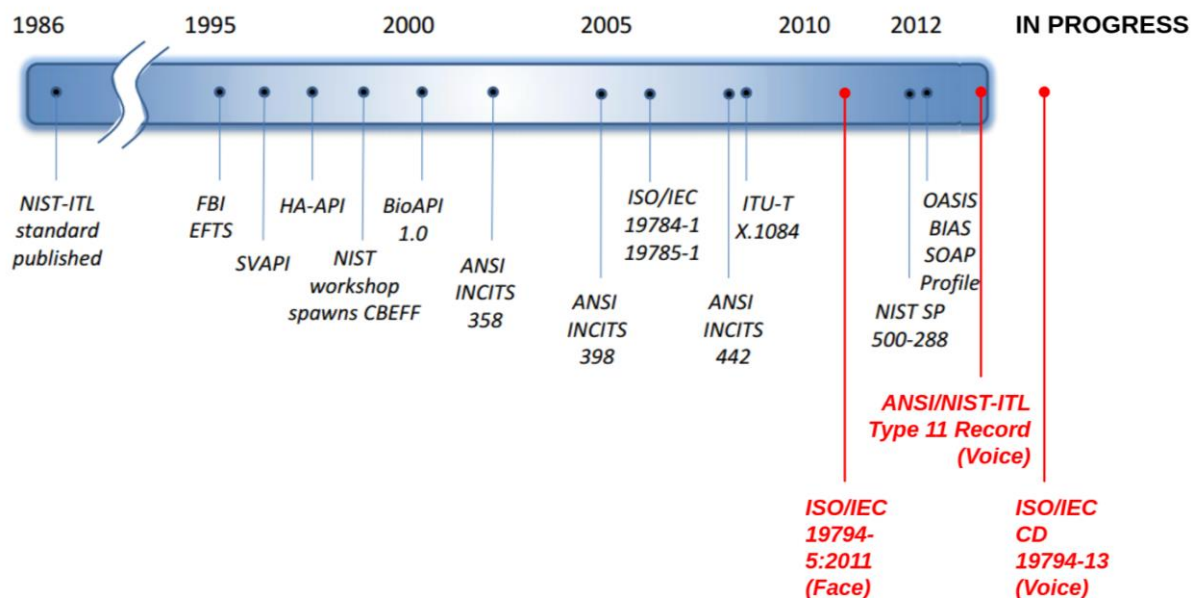 1986
1995
2000
2005
2010
2012
IN PROGRESS
NIST-ITL
standard
published
FBI
EFTS
SVAPI
HA-API
NIST
workshop
spawns CBEFF
BioAPI
1.0
ANSI
INCITS
358
ANSI
INCITS
398
ISO/IEC
19784-1
19785-1
ANSI
INCITS
442
ITU-T
X.1084
NIST SP
500-288
OASIS
BIAS
SOAP
Profile
ANSI/NIST-ITL
Type 11 Record
(Voice)
ISO/IEC
19794-
5:2011
(Face)
ISO/IEC
CD
19794-13
(Voice)